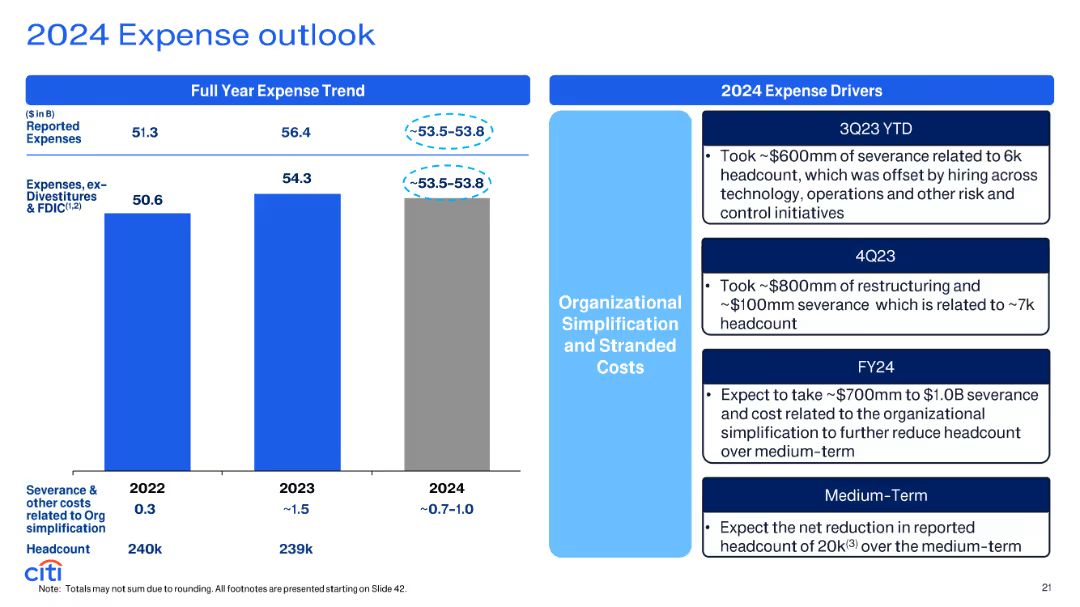 2024 Expense outlook
Full Year Expense Trend
($ in B)
Reported
Expenses
51.3
56.4
~53.5–53.8
Expenses, ex–
Divestitures
& FDIC(1,2)
50.6
54.3
~53.5–53.8
2022
2023
2024
Severance &
other costs
related to Org
simplification
0.3
~1.5
~0.7–1.0
Headcount
240k
239k
2024 Expense Drivers
Organizational
Simplification
and Stranded
Costs
3Q23 YTD
• Took ~$600mm of severance related to 6k
headcount, which was offset by hiring across
technology, operations and other risk and
control initiatives
4Q23
• Took ~$800mm of restructuring and
~$100mm severance which is related to ~7k
headcount
FY24
• Expect to take ~$700mm to $1.0B severance
and cost related to the organizational
simplification to further reduce headcount
over medium–term
Medium–Term
• Expect the net reduction in reported
headcount of 20k(3) over the medium–term
citi
Note: Totals may not sum due to rounding. All footnotes are presented starting on Slide 42.
21